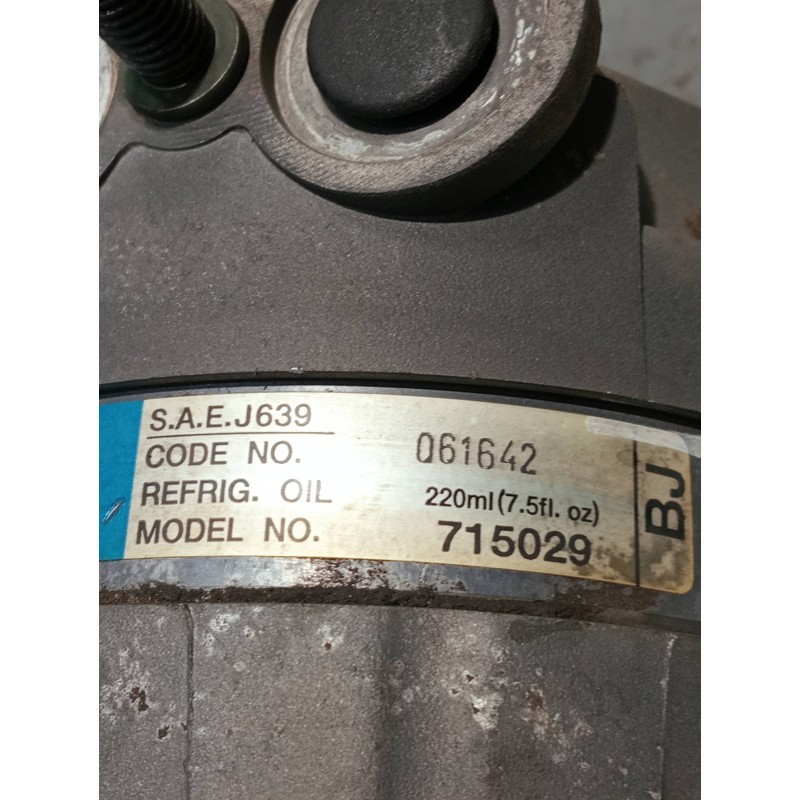 S.A.E.J639
CODE NO. 061642
REFRIG. OIL 220ml(7.5fl. oz)
MODEL NO. 715029
BJ